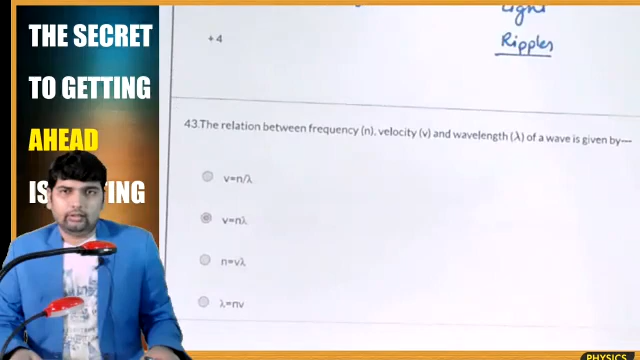 THE SECRET
TO GETTING
AHEAD
Ripples
+4
43.The relation between frequency (n), velocity (v) and wavelength (λ) of a wave is given by---
v=n/λ
v=nλ
n=vλ
λ=nv
PHYSICS